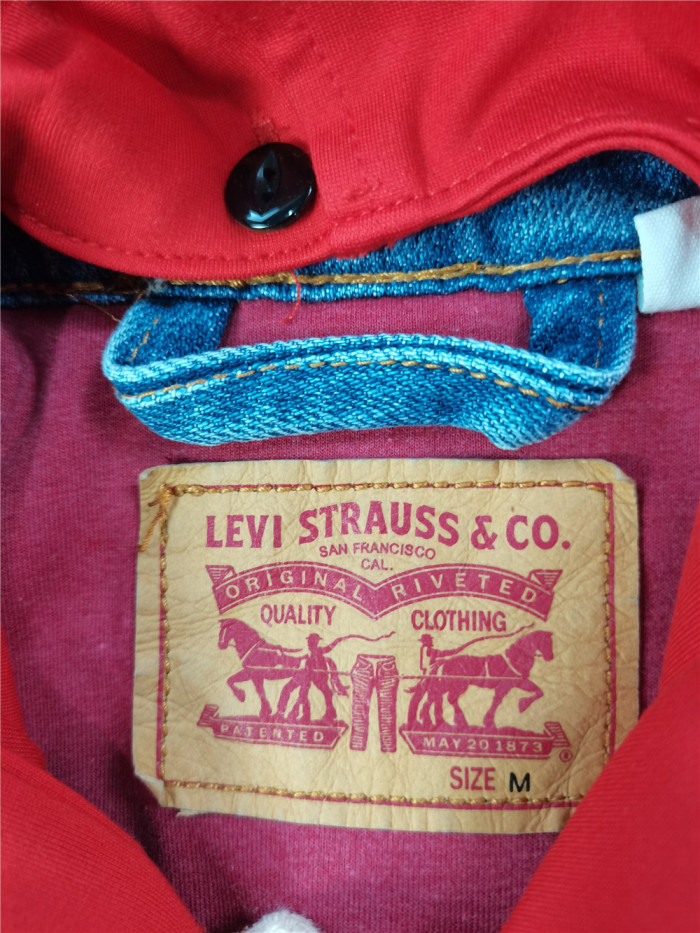 LEVI STRAUSS & CO.
SAN FRANCISCO
CAL.
ORIGINAL RIVETED
QUALITY CLOTHING
PATENTED
MAY 20 1873
®
SIZE M